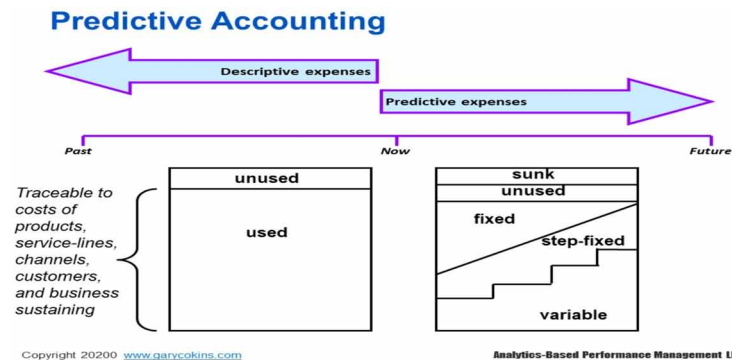 Predictive Accounting
Descriptive expenses
Predictive expenses
Past
Now
Future
Traceable to
costs of
products,
service-lines,
channels,
customers,
and business
sustaining
unused
used
sunk
unused
fixed
step-fixed
variable
Copyright 20200 www.garycokins.com
Analytics-Based Performance Management L